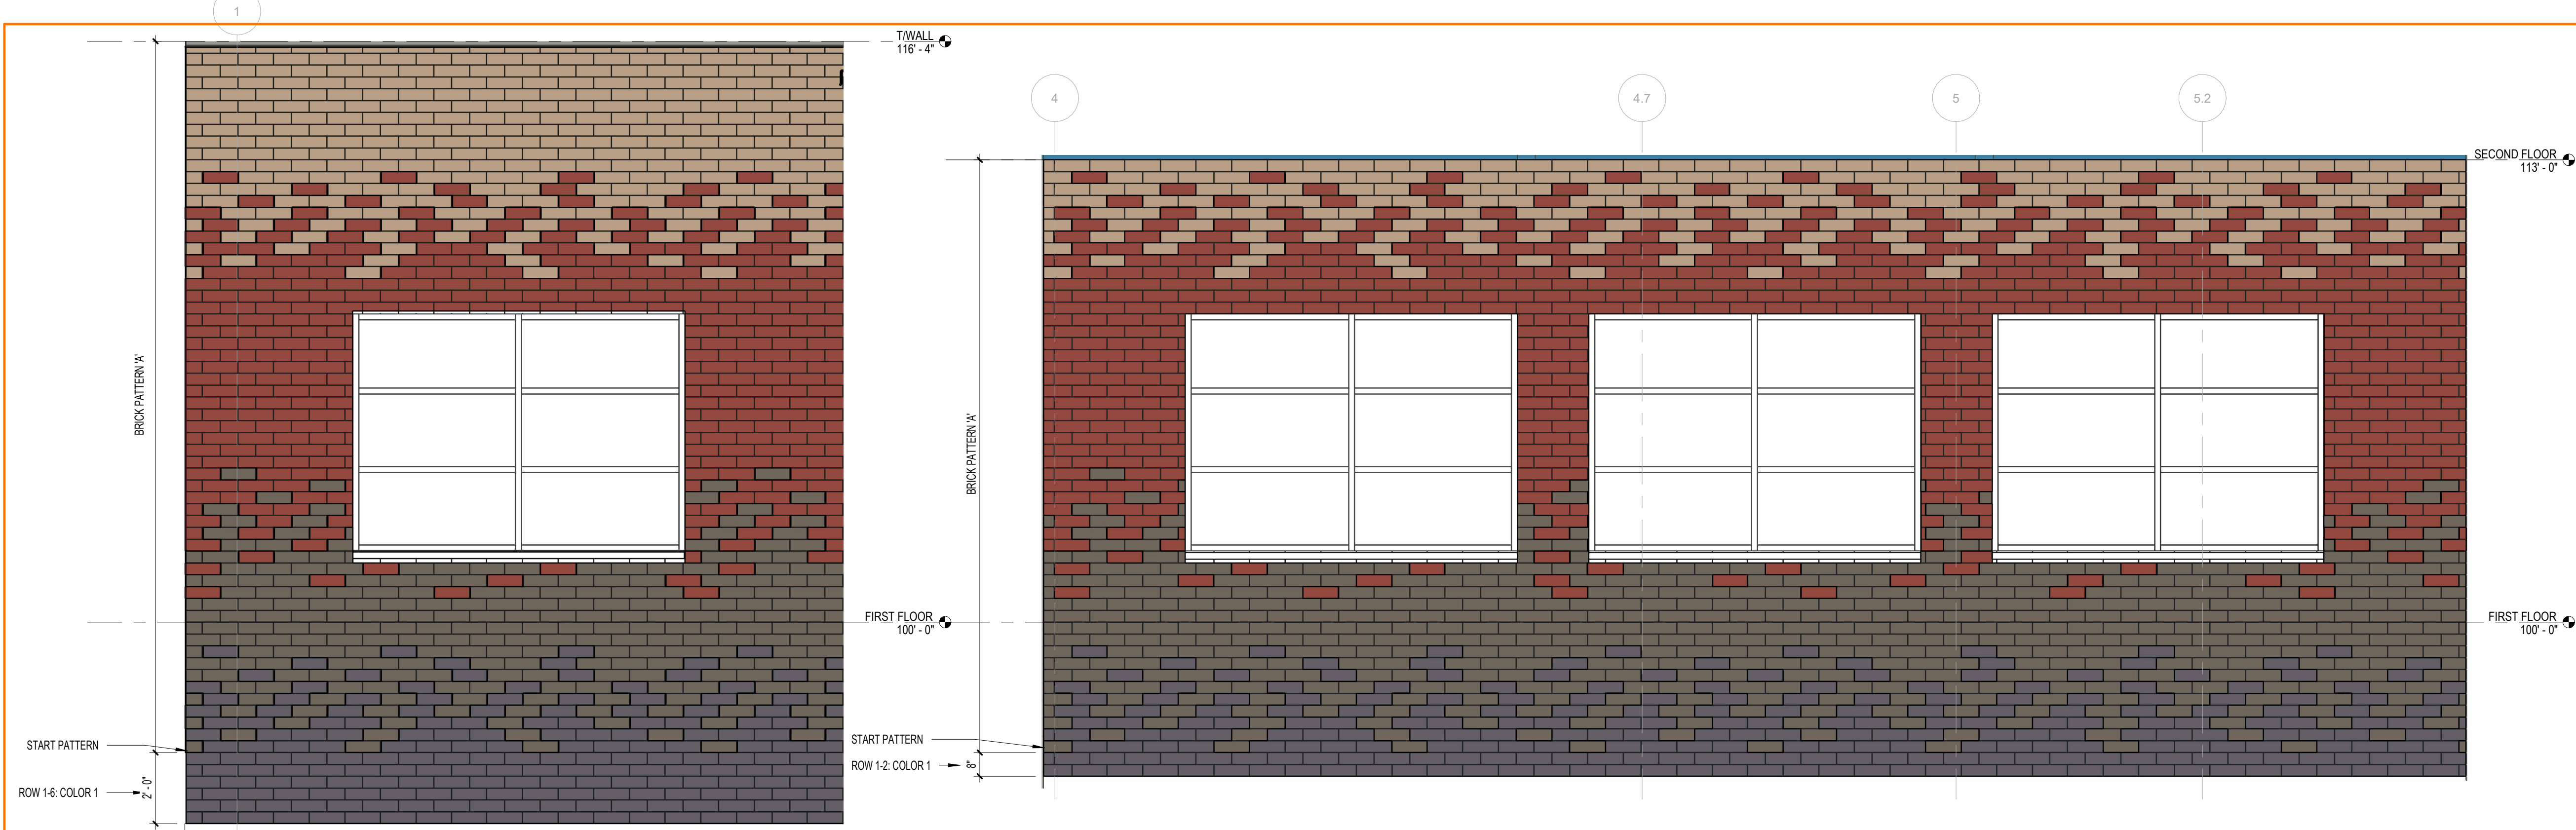 1
T/WALL
116' - 4"
BRICK PATTERN 'A'
FIRST FLOOR
100' - 0"
START PATTERN
ROW 1-6: COLOR 1
2' - 0"
4
4.7
5
5.2
SECOND FLOOR
113' - 0"
BRICK PATTERN 'A'
FIRST FLOOR
100' - 0"
START PATTERN
ROW 1-2: COLOR 1
8"